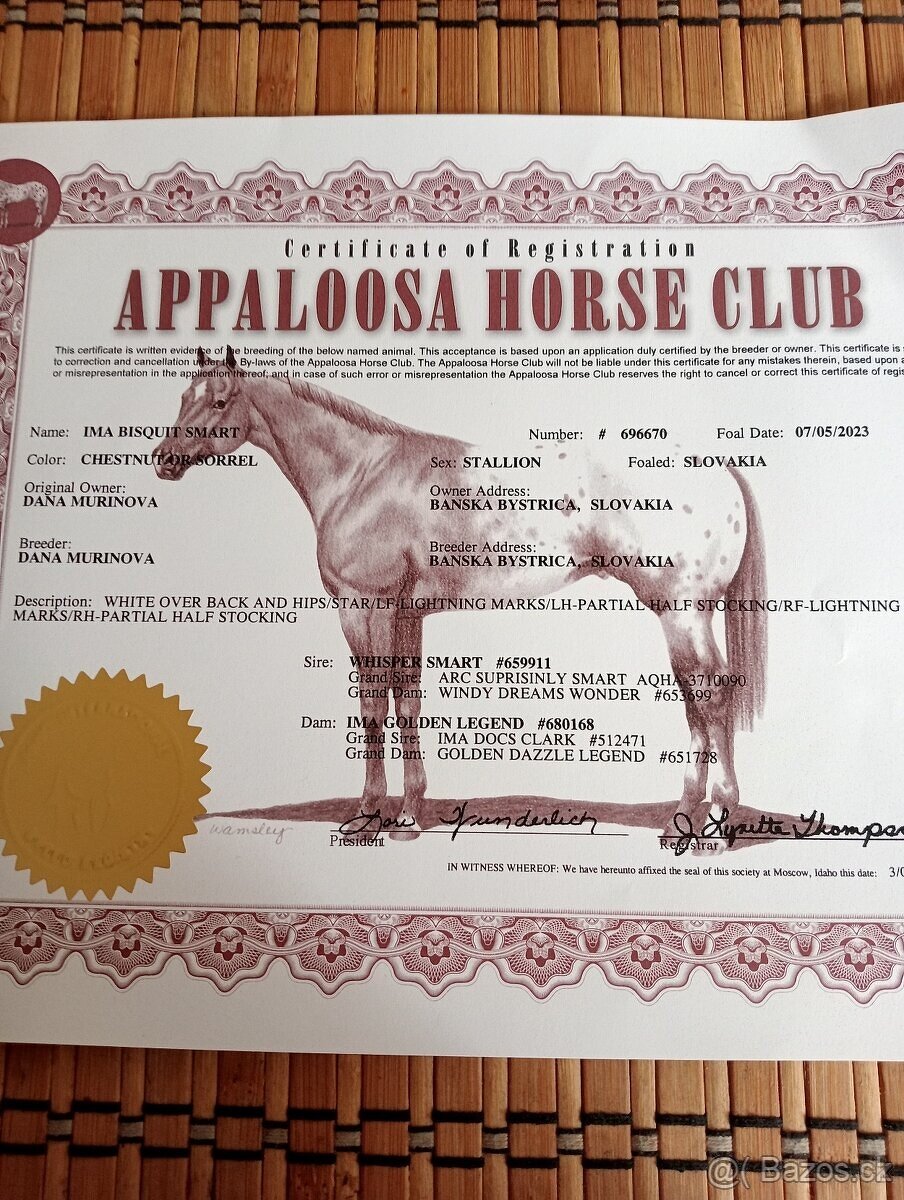 Certificate of Registration
APPALOOSA HORSE CLUB
This certificate is written evidence of the breeding of the below named animal. This acceptance is based upon an application duly certified by the breeder or owner. This certificate is
to correction and cancellation under the By-laws of the Appaloosa Horse Club. The Appaloosa Horse Club will not be liable under this certificate for any mistakes therein, based upon
or misrepresentation in the application thereof; and in case of such error or misrepresentation the Appaloosa Horse Club reserves the right to cancel or correct this certificate of
Name: IMA BISQUIT SMART Number: # 696670 Foal Date: 07/05/2023
Color: CHESTNUT OR SORREL Sex: STALLION Foaled: SLOVAKIA
Original Owner: Owner Address:
DANA MURINOVA BANSKA BYSTRICA, SLOVAKIA
Breeder: Breeder Address:
DANA MURINOVA BANSKA BYSTRICA, SLOVAKIA
Description: WHITE OVER BACK AND HIPS/STAR/LF-LIGHTNING MARKS/LH-PARTIAL HALF STOCKING/RF-LIGHTNING
MARKS/RH-PARTIAL HALF STOCKING
Sire: WHISPER SMART #659911
Grand Sire: ARC SUPRISINLY SMART AQHA-3710090
Grand Dam: WINDY DREAMS WONDER #653699
Dam: IMA GOLDEN LEGEND #680168
Grand Sire: IMA DOCS CLARK #512471
Grand Dam: GOLDEN DAZZLE LEGEND #651728
Wamsley Lori Wunderlich J. Lynette Thompson
President Registrar
IN WITNESS WHEREOF: We have hereunto affixed the seal of this society at Moscow, Idaho this date: 3/0
@( Bazos.cz